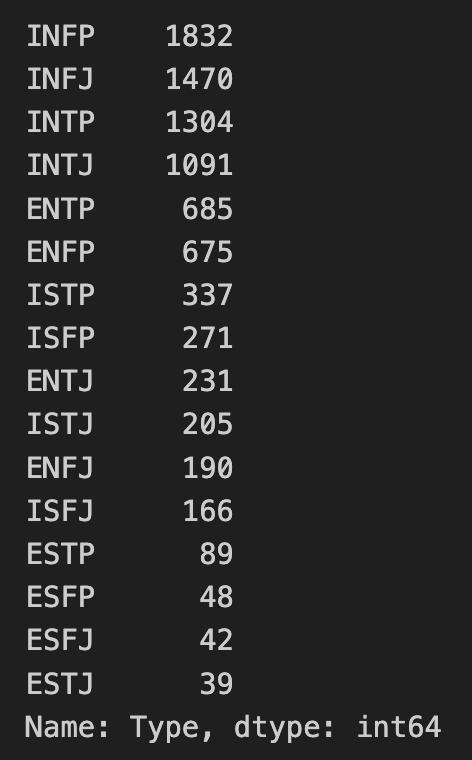 INFP    1832
INFJ    1470
INTP    1304
INTJ    1091
ENTP     685
ENFP     675
ISTP     337
ISFP     271
ENTJ     231
ISTJ     205
ENFJ     190
ISFJ     166
ESTP      89
ESFP      48
ESFJ      42
ESTJ      39
Name: Type, dtype: int64